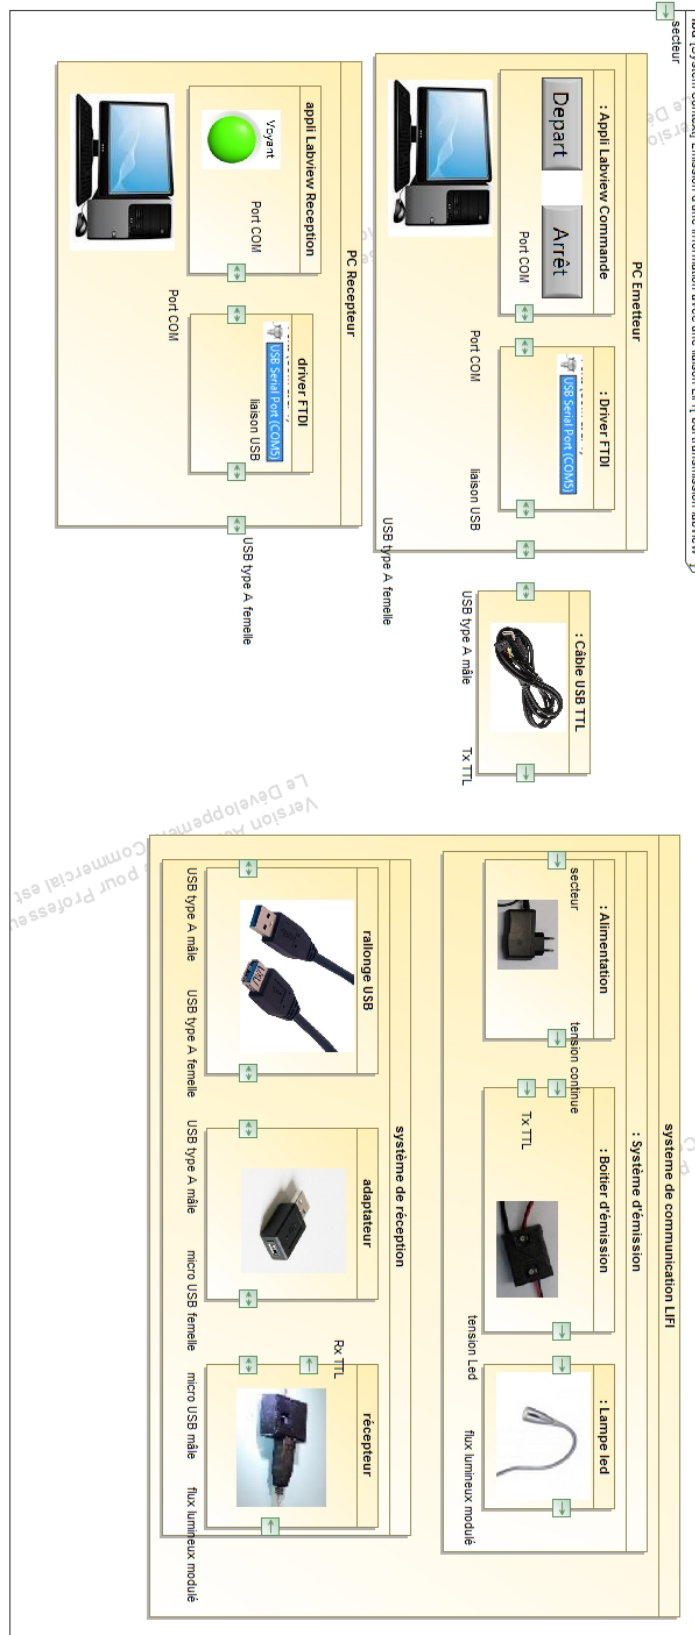 secteur
PC Emetteur
: Appli Labview Commande
Depart
Arrêt
Port COM
Port COM
: Driver FTDI
USB Serial Port (COM5)
liaison USB
USB type A femelle
: Câble USB TTL
USB type A mâle
Tx TTL
PC Recepteur
appli Labview Reception
Voyant
Port COM
Port COM
driver FTDI
USB Serial Port (COM5)
liaison USB
USB type A femelle
systeme de communication LIFI
: Système d'émission
: Alimentation
secteur
tension continue
: Boitier d'émission
Tx TTL
tension Led
: Lampe led
flux lumineux modulé
système de réception
rallonge USB
USB type A mâle
USB type A femelle
adaptateur
USB type A mâle
micro USB femelle
récepteur
Rx TTL
micro USB mâle
flux lumineux modulé
Version
pour Professeu
Le Développement Commercial est